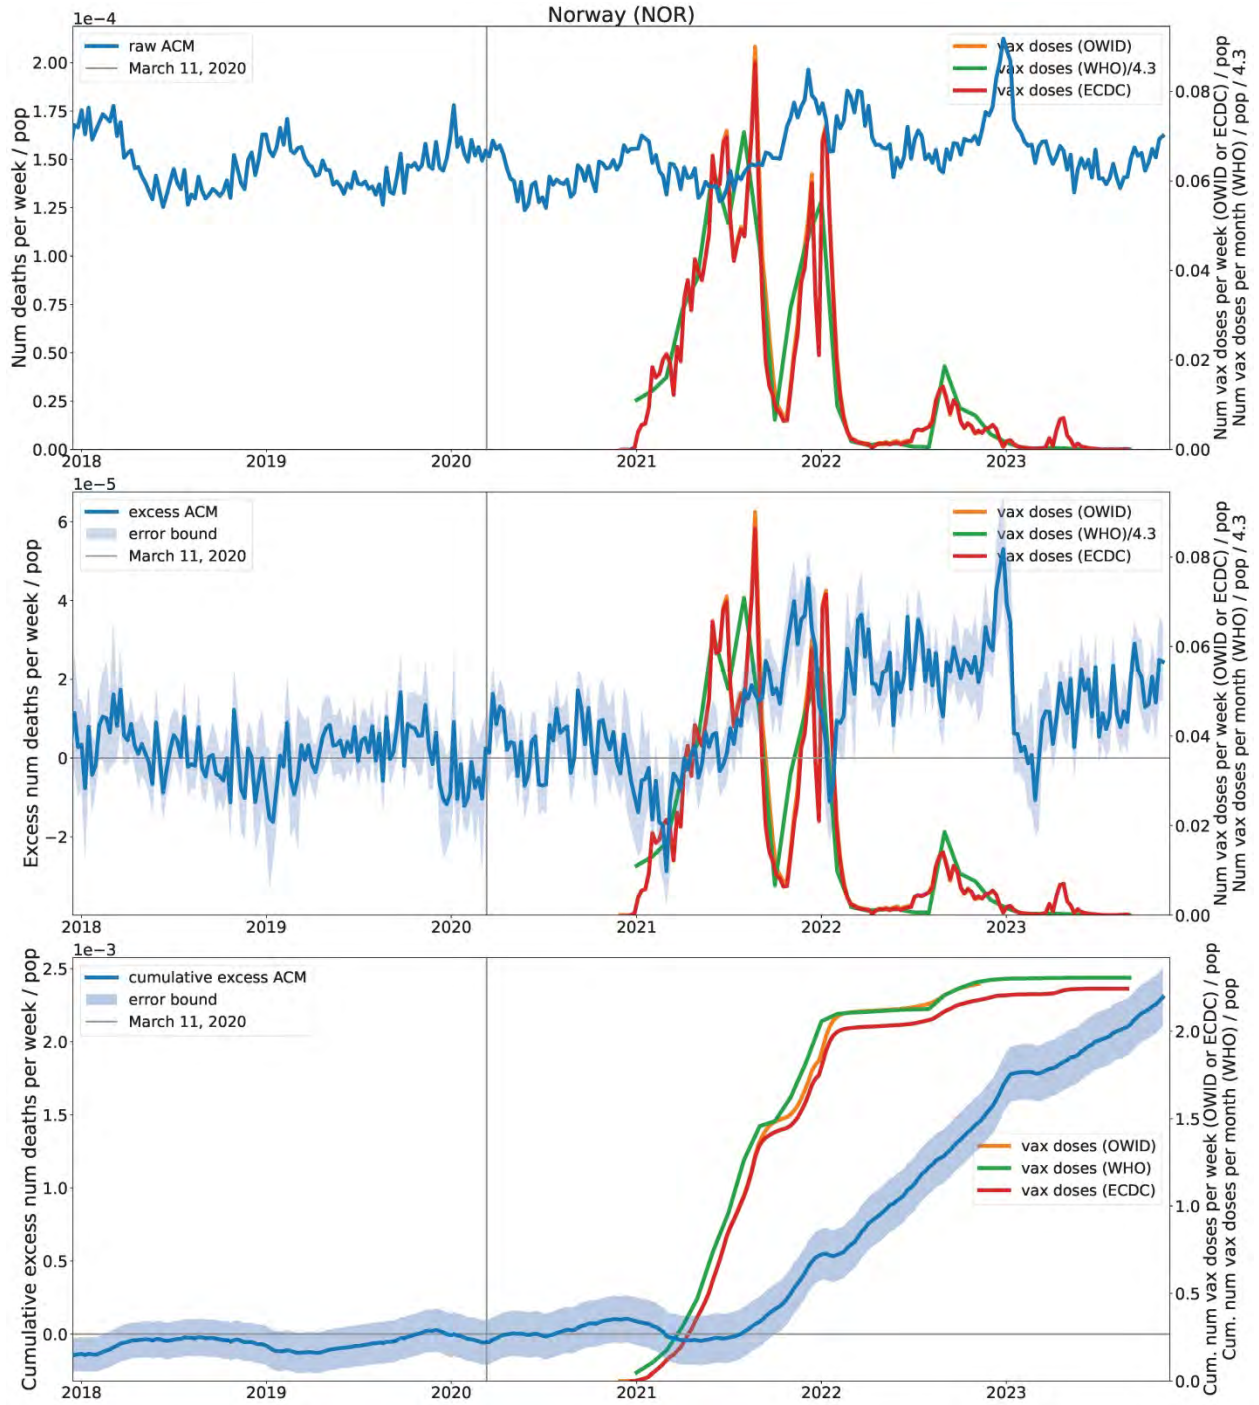 Norway (NOR)
1e−4
raw ACM
March 11, 2020
vax doses (OWID)
vax doses (WHO)/4.3
vax doses (ECDC)
2.00
1.75
1.50
1.25
1.00
0.75
0.50
0.25
0.00
Num deaths per week / pop
0.08
0.06
0.04
0.02
0.00
Num vax doses per week (OWID or ECDC) / pop
Num vax doses per month (WHO) / pop / 4.3
2018 2019 2020 2021 2022 2023
1e−5
excess ACM
error bound
March 11, 2020
vax doses (OWID)
vax doses (WHO)/4.3
vax doses (ECDC)
6
4
2
0
−2
Excess num deaths per week / pop
0.08
0.06
0.04
0.02
0.00
Num vax doses per week (OWID or ECDC) / pop
Num vax doses per month (WHO) / pop / 4.3
2018 2019 2020 2021 2022 2023
1e−3
cumulative excess ACM
error bound
March 11, 2020
2.5
2.0
1.5
1.0
0.5
0.0
Cumulative excess num deaths per week / pop
vax doses (OWID)
vax doses (WHO)
vax doses (ECDC)
2.0
1.5
1.0
0.5
0.0
Cum. num vax doses per week (OWID or ECDC) / pop
Cum. num vax doses per month (WHO) / pop
2018 2019 2020 2021 2022 2023